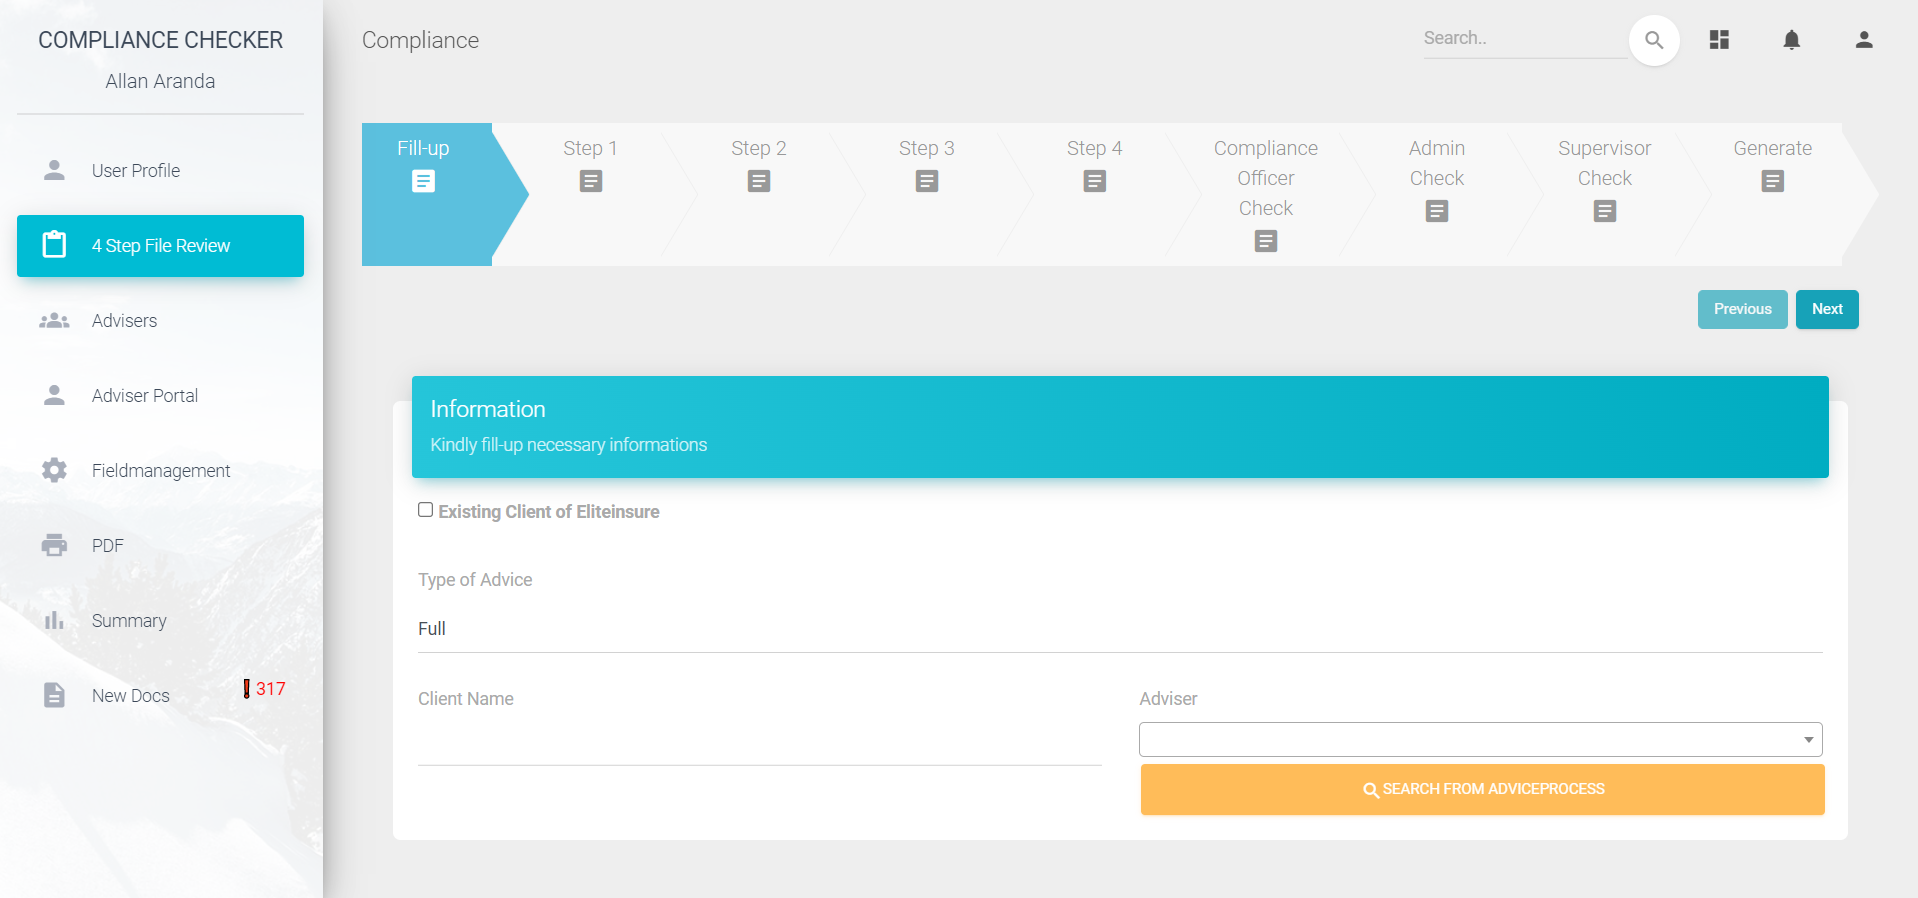 COMPLIANCE CHECKER
Allan Aranda
User Profile
4 Step File Review
Advisers
Adviser Portal
Fieldmanagement
PDF
Summary
New Docs
317
Compliance
Search..
Fill-up
Step 1
Step 2
Step 3
Step 4
Compliance
Officer
Check
Admin
Check
Supervisor
Check
Generate
Previous
Next
Information
Kindly fill-up necessary informations
Existing Client of Eliteinsure
Type of Advice
Full
Client Name
Adviser
SEARCH FROM ADVICEPROCESS